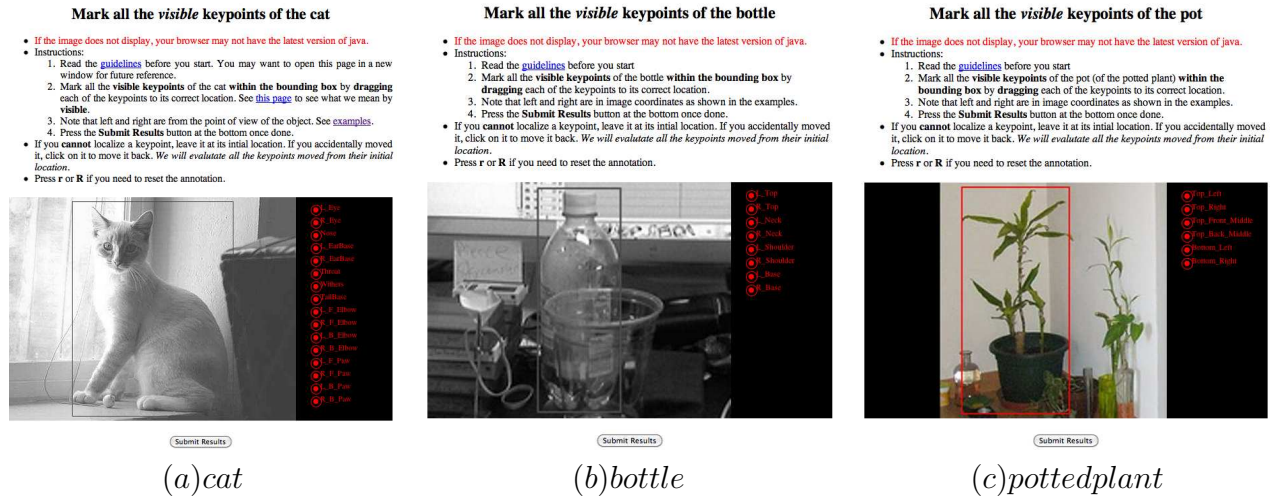 Mark all the visible keypoints of the cat
If the image does not display, your browser may not have the latest version of java.
Instructions:
1. Read the guidelines before you start. You may want to open this page in a new
window for future reference.
2. Mark all the visible keypoints of the cat within the bounding box by dragging
each of the keypoints to its correct location. See this page to see what we mean by
visible.
3. Note that left and right are from the point of view of the object. See examples.
4. Press the Submit Results button at the bottom once done.
If you cannot localize a keypoint, leave it at its intial location. If you accidentally moved
it, click on it to move it back. We will evalutate all the keypoints moved from their initial
location.
Press r or R if you need to reset the annotation.
L_Eye
R_Eye
Nose
L_EarBase
R_EarBase
Throat
Withers
TailBase
L_F_Elbow
R_F_Elbow
L_B_Elbow
R_B_Elbow
L_F_Paw
R_F_Paw
L_B_Paw
R_B_Paw
Submit Results
(a)cat
Mark all the visible keypoints of the bottle
If the image does not display, your browser may not have the latest version of java.
Instructions:
1. Read the guidelines before you start
2. Mark all the visible keypoints of the bottle within the bounding box by
dragging each of the keypoints to its correct location.
3. Note that left and right are in image coordinates as shown in the examples.
4. Press the Submit Results button at the bottom once done.
If you cannot localize a keypoint, leave it at its intial location. If you accidentally moved
it, click on it to move it back. We will evalutate all the keypoints moved from their initial
location.
Press r or R if you need to reset the annotation.
L_Top
R_Top
L_Neck
R_Neck
L_Shoulder
R_Shoulder
L_Base
R_Base
Submit Results
(b)bottle
Mark all the visible keypoints of the pot
If the image does not display, your browser may not have the latest version of java.
Instructions:
1. Read the guidelines before you start
2. Mark all the visible keypoints of the pot (of the potted plant) within the
bounding box by dragging each of the keypoints to its correct location.
3. Note that left and right are in image coordinates as shown in the examples.
4. Press the Submit Results button at the bottom once done.
If you cannot localize a keypoint, leave it at its intial location. If you accidentally moved
it, click on it to move it back. We will evalutate all the keypoints moved from their initial
location.
Press r or R if you need to reset the annotation.
Top_Left
Top_Right
Top_Front_Middle
Top_Back_Middle
Bottom_Left
Bottom_Right
Submit Results
(c)pottedplant